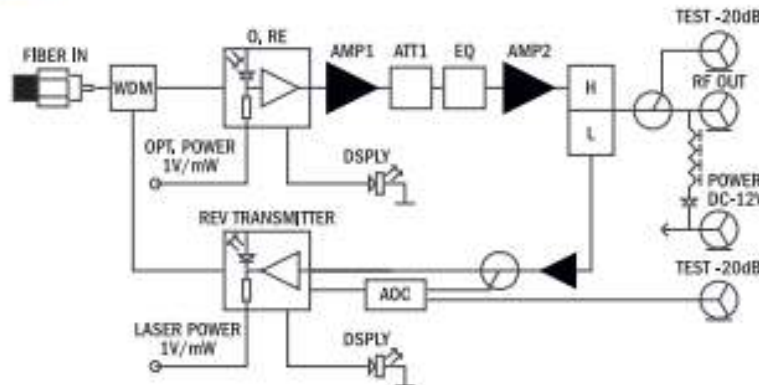 TEST -20dB
O, RE
FIBER IN
AMP1
ATT1
EQ
AMP2
RF OUT
WDM
H
L
OPT. POWER
1V/mW
DSPLY
POWER
DC-12V
REV TRANSMITTER
TEST -20dB
AOC
LASER POWER
1V/mW
DSPLY